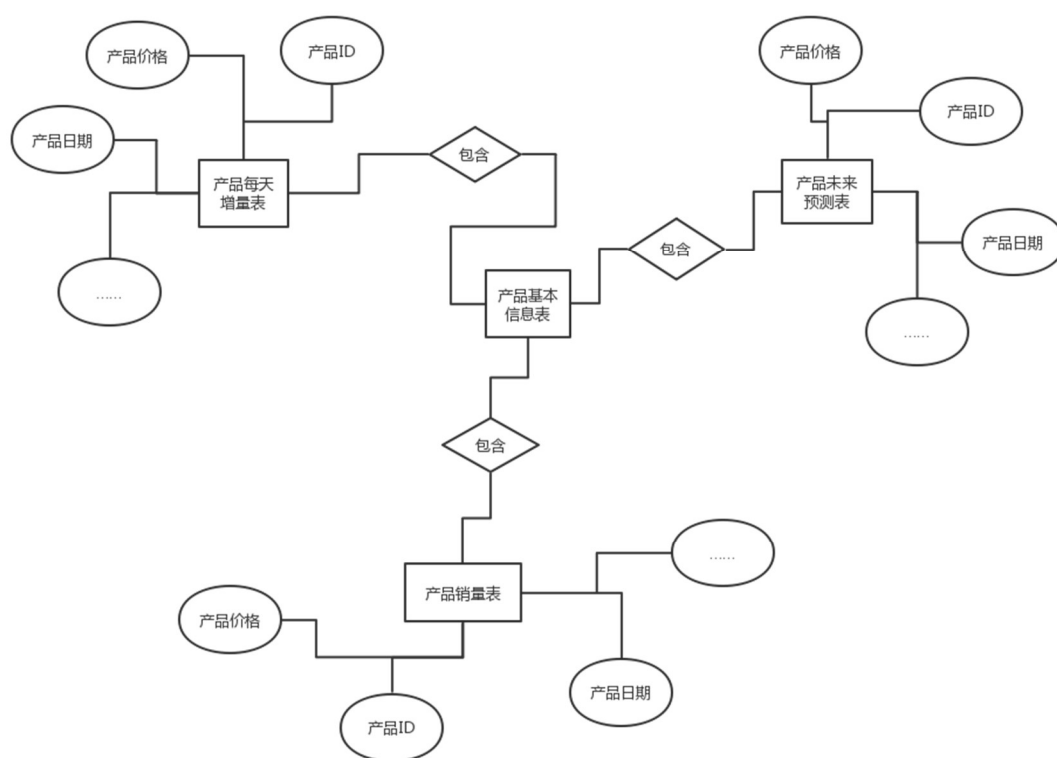 产品价格
产品ID
产品价格
产品ID
产品日期
包含
产品每天
增量表
产品未来
预测表
产品日期
包含
……
产品基本
信息表
……
包含
……
产品销量表
产品价格
产品日期
产品ID